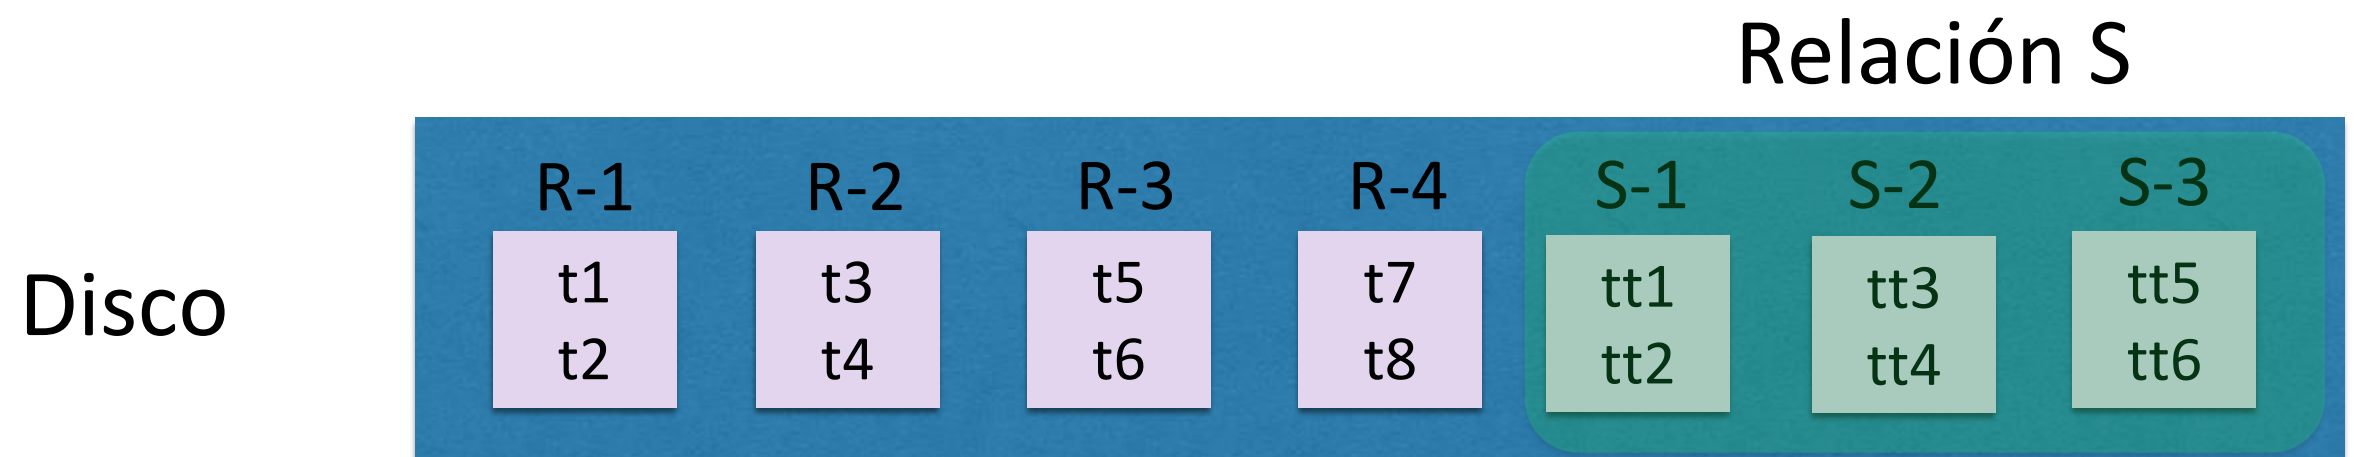 Relación S
Disco
R-1 R-2 R-3 R-4 S-1 S-2 S-3
t1 t3 t5 t7 tt1 tt3 tt5
t2 t4 t6 t8 tt2 tt4 tt6